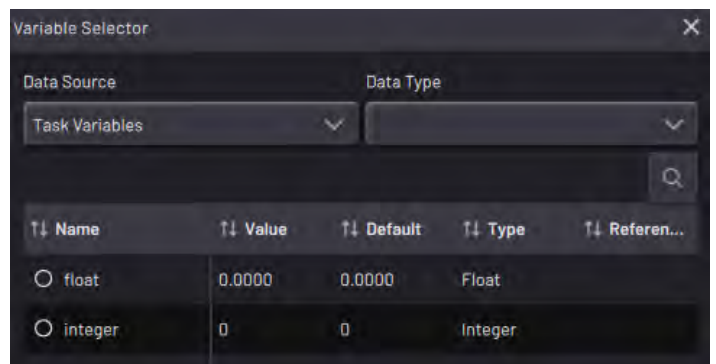 Variable Selector
Data Source Data Type
Task Variables
Name Value Default Type Referen...
float 0.0000 0.0000 Float
integer 0 0 Integer